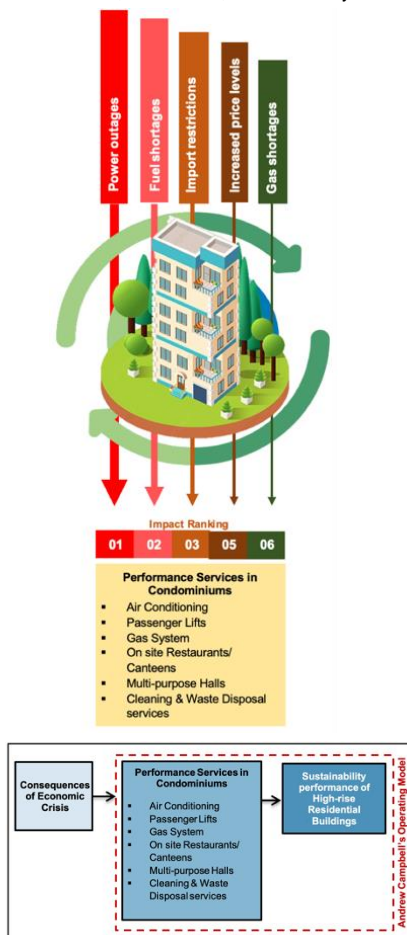 Power outages
Fuel shortages
Import restrictions
Increased price levels
Gas shortages
Impact Ranking
01 02 03 05 06
Performance Services in
Condominiums
▪ Air Conditioning
▪ Passenger Lifts
▪ Gas System
▪ On site Restaurants/
Canteens
▪ Multi-purpose Halls
▪ Cleaning & Waste Disposal
services
Consequences
of Economic
Crisis
Performance Services in
Condominiums
▪ Air Conditioning
▪ Passenger Lifts
▪ Gas System
▪ On site Restaurants/
Canteens
▪ Multi-purpose Halls
▪ Cleaning & Waste
Disposal services
Sustainability
performance of
High-rise
Residential
Buildings
Andrew Campbell's Operating Model